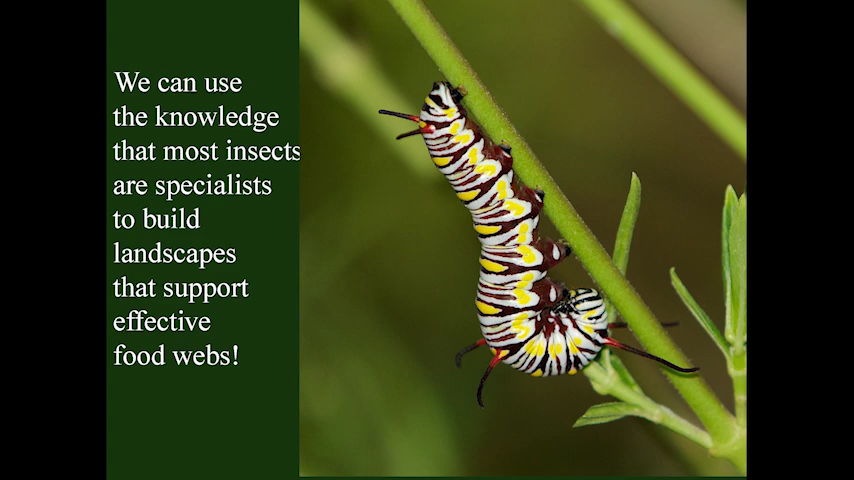 We can use
the knowledge
that most insects
are specialists
to build
landscapes
that support
effective
food webs!